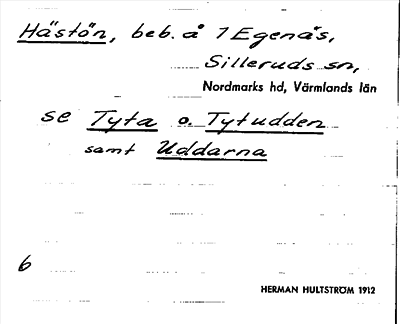 Hästön, beb. å 1 Egenäs,
Silleruds sn,
Nordmarks hd, Värmlands län
se Tyta o. Tytudden
samt Uddarna
6
HERMAN HULTSTRÖM 1912